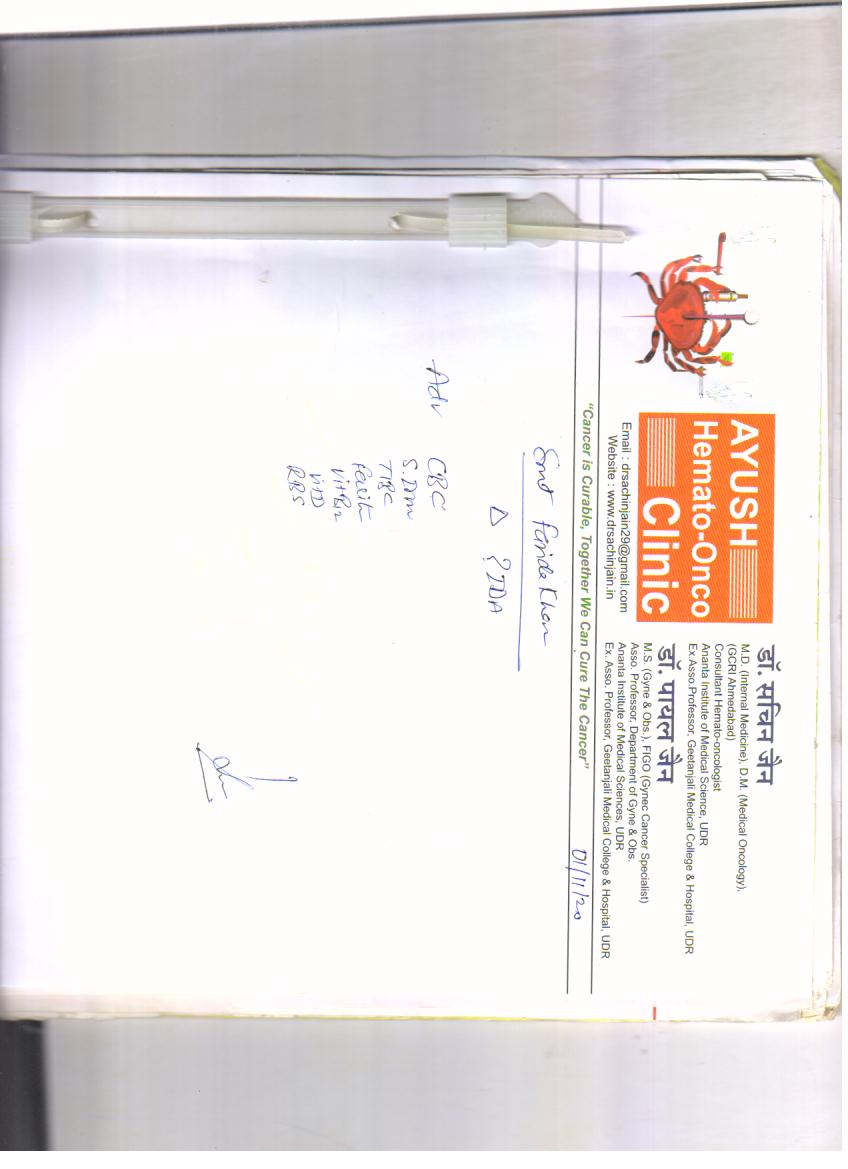 AYUSH
Hemato-Onco
Clinic
Email : drsachinjain29@gmail.com
Website : www.drsachinjain.in
डॉ. सचिन जैन
M.D. (Internal Medicine), D.M. (Medical Oncology),
(GCRI Ahmedabad)
Consultant Hemato-oncologist
Ananta Institute of Medical Science, UDR
Ex.Asso.Professor, Geetanjali Medical College & Hospital, UDR
डॉ. पायल जैन
M.S. (Gyne & Obs.), FIGO (Gynec Cancer Specialist)
Asso. Professor, Department of Gyne & Obs.
Ananta Institute of Medical Sciences, UDR
Ex. Asso. Professor, Geetanjali Medical College & Hospital, UDR
"Cancer is Curable, Together We Can Cure The Cancer"
01/11/20
Smt Farida Khan
Δ ? IDA
Adv CBC
S. Iron
TIBC
Ferrit
Vit B12
Vit D
RBS